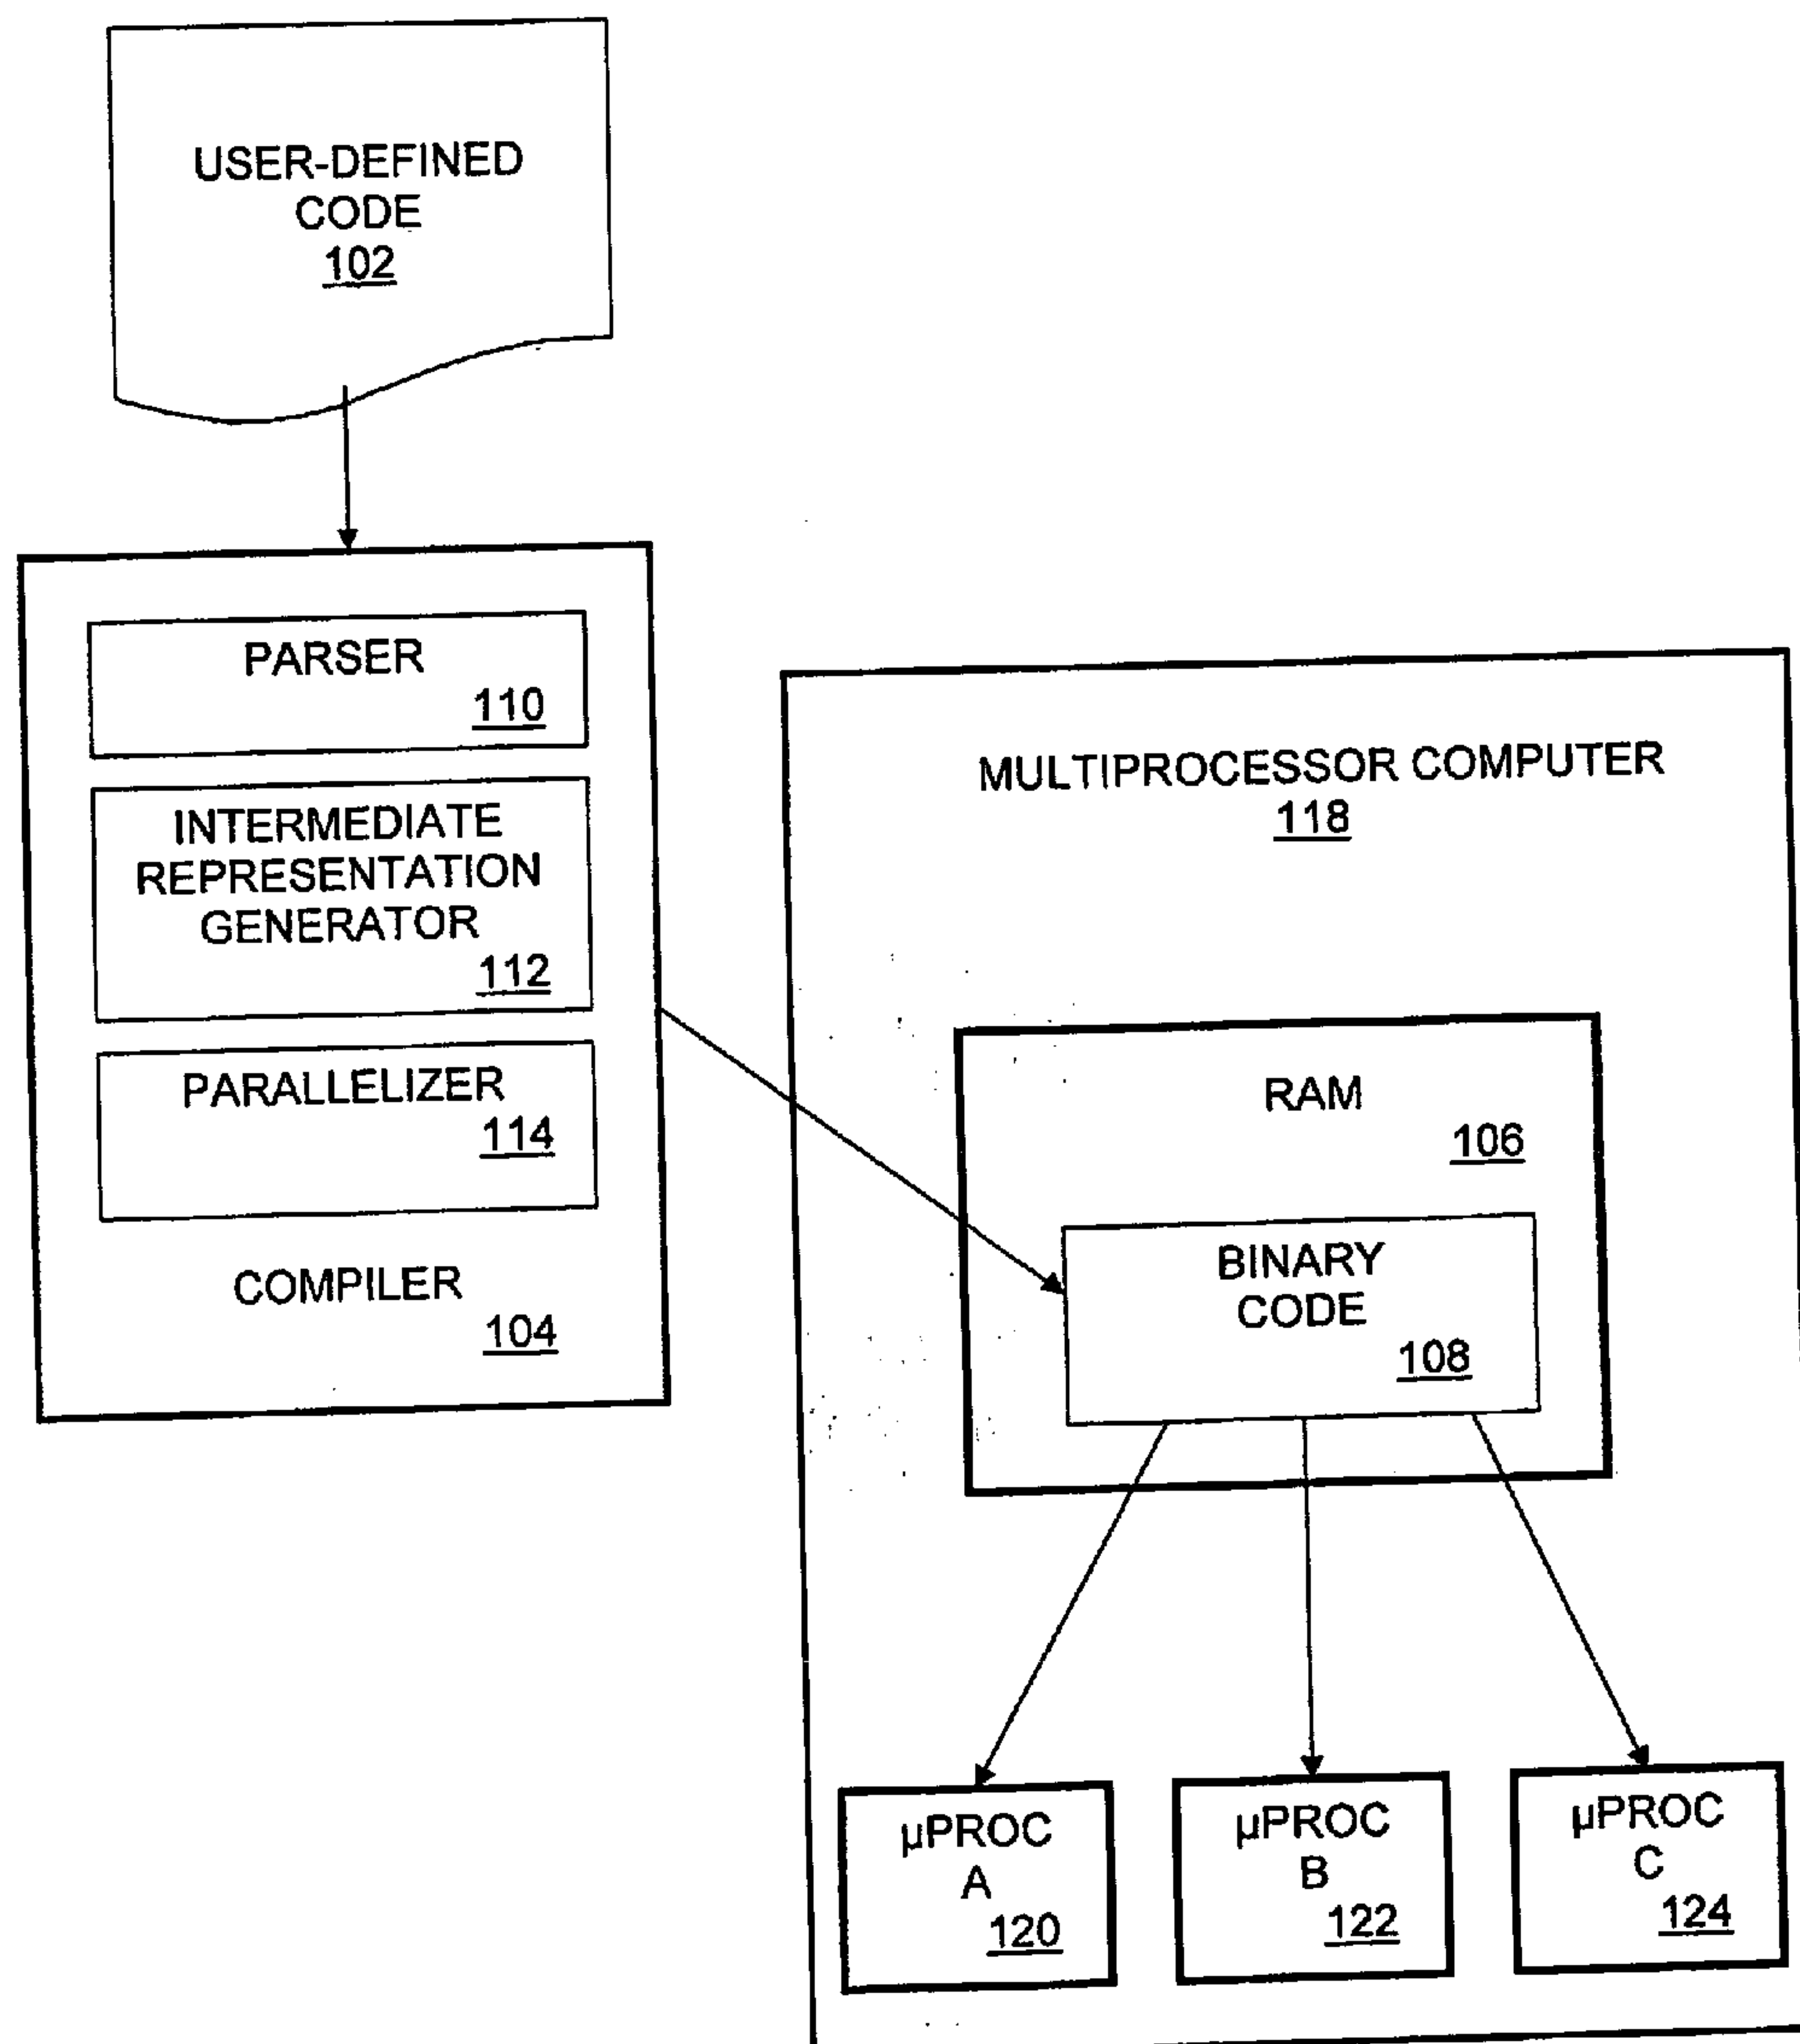 USER-DEFINED
CODE
102
PARSER
110
INTERMEDIATE
REPRESENTATION
GENERATOR
112
PARALLELIZER
114
COMPILER
104
MULTIPROCESSOR COMPUTER
118
RAM
106
BINARY
CODE
108
µPROC
A
120
µPROC
B
122
µPROC
C
124